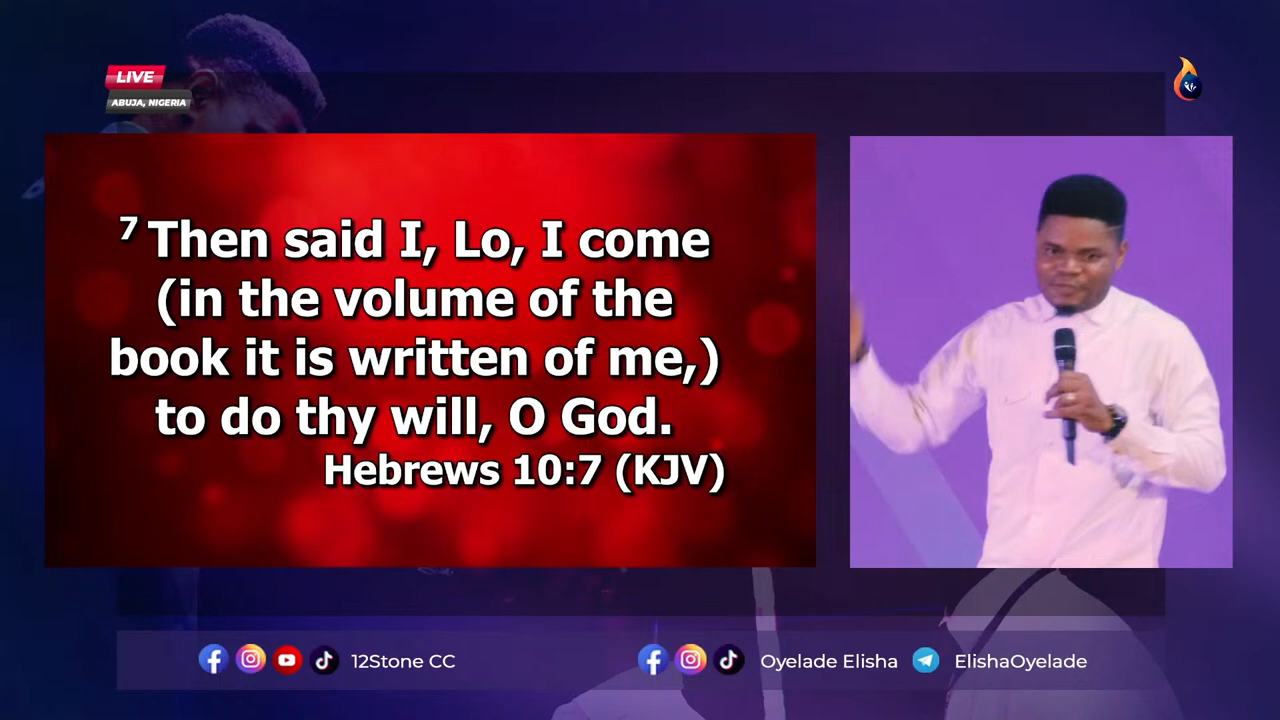 LIVE
ABUJA, NIGERIA
7 Then said I, Lo, I come
(in the volume of the
book it is written of me,)
to do thy will, O God.
Hebrews 10:7 (KJV)
12Stone CC
Oyelade Elisha
ElishaOyelade